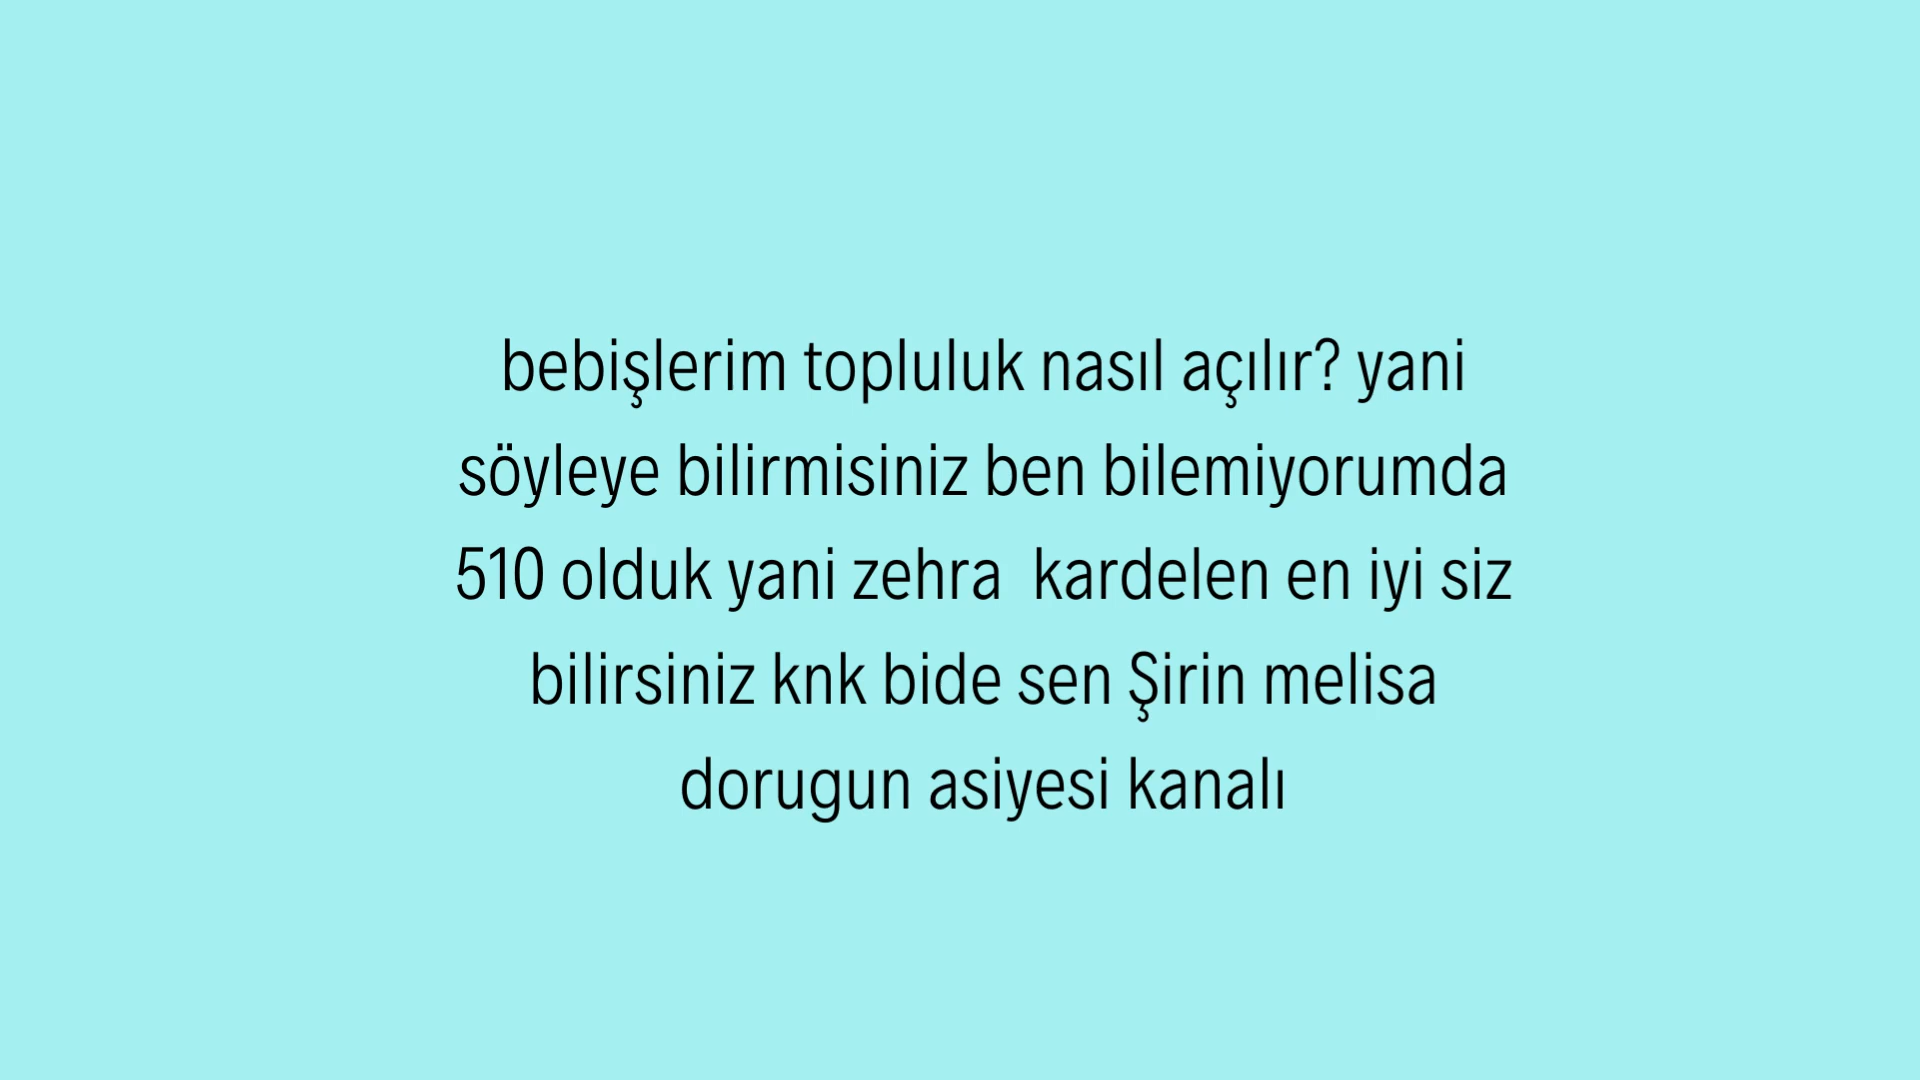 bebişlerim topluluk nasıl açılır? yani
söyleye bilirmisiniz ben bilemiyorumda
510 olduk yani zehra  kardelen en iyi siz
bilirsiniz knk bide sen Şirin melisa
dorugun asiyesi kanalı